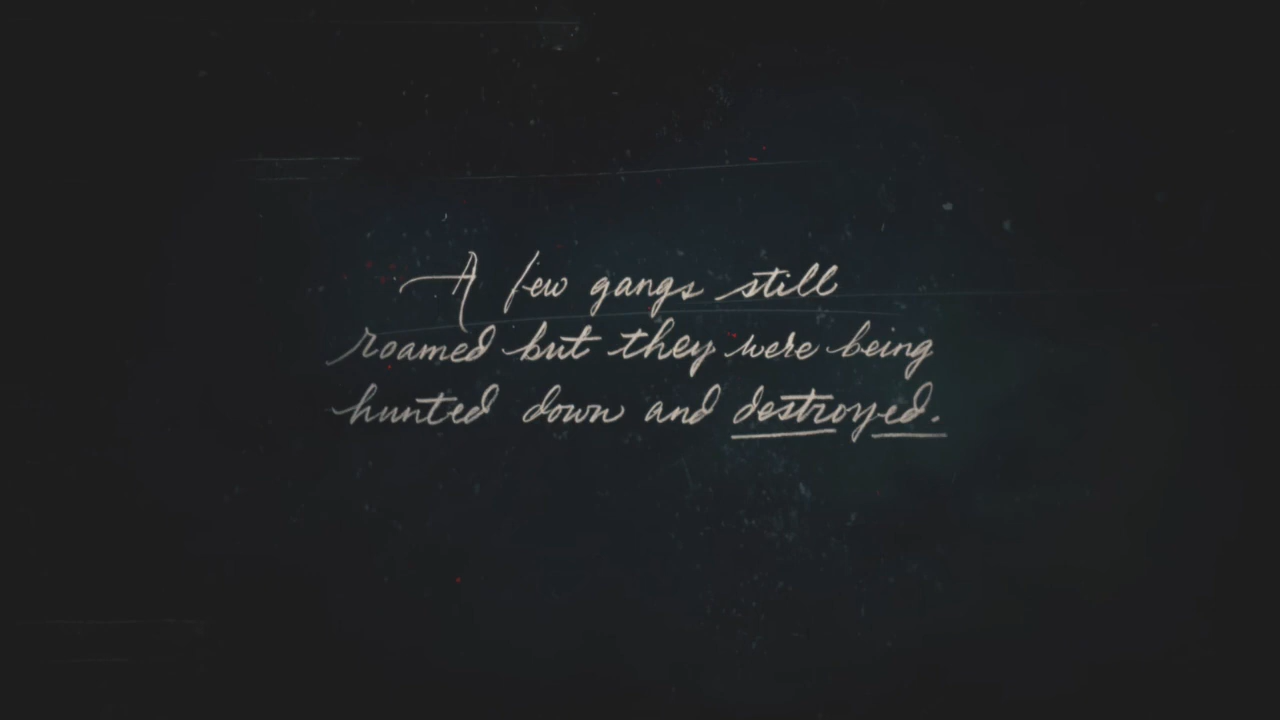 A few gangs still
roamed but they were being
hunted down and destroyed.